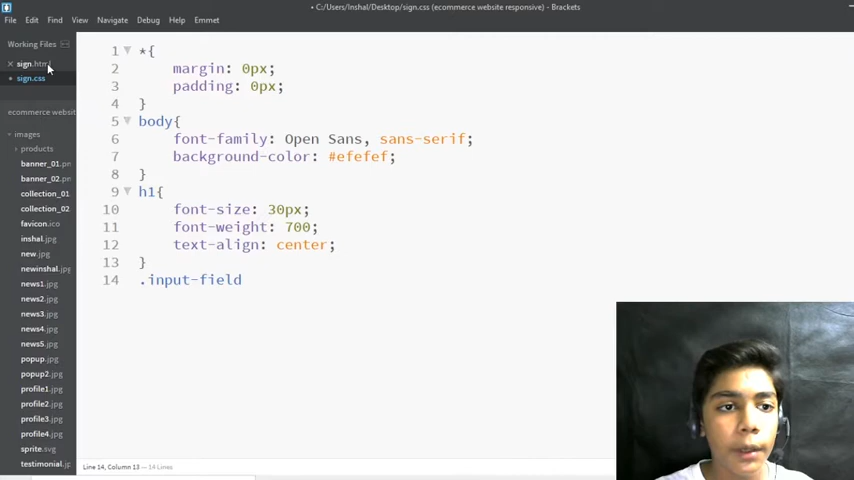 • C:/Users/Inshal/Desktop/sign.css (ecommerce website responsive) - Brackets
File Edit Find View Navigate Debug Help Emmet
Working Files
sign.html
sign.css
ecommerce websit
images
products
banner_01.pn
banner_02.pn
collection_01
collection_02
favicon.ico
inshal.jpg
new.jpg
newinshal.jpg
news1.jpg
news2.jpg
news3.jpg
news4.jpg
news5.jpg
popup.jpg
popup2.jpg
profile1.jpg
profile2.jpg
profile3.jpg
profile4.jpg
sprite.svg
testimonial.jp
1 *{
2 margin: 0px;
3 padding: 0px;
4 }
5 body{
6 font-family: Open Sans, sans-serif;
7 background-color: #efefef;
8 }
9 h1{
10 font-size: 30px;
11 font-weight: 700;
12 text-align: center;
13 }
14 .input-field
Line 14, Column 13 — 14 Lines